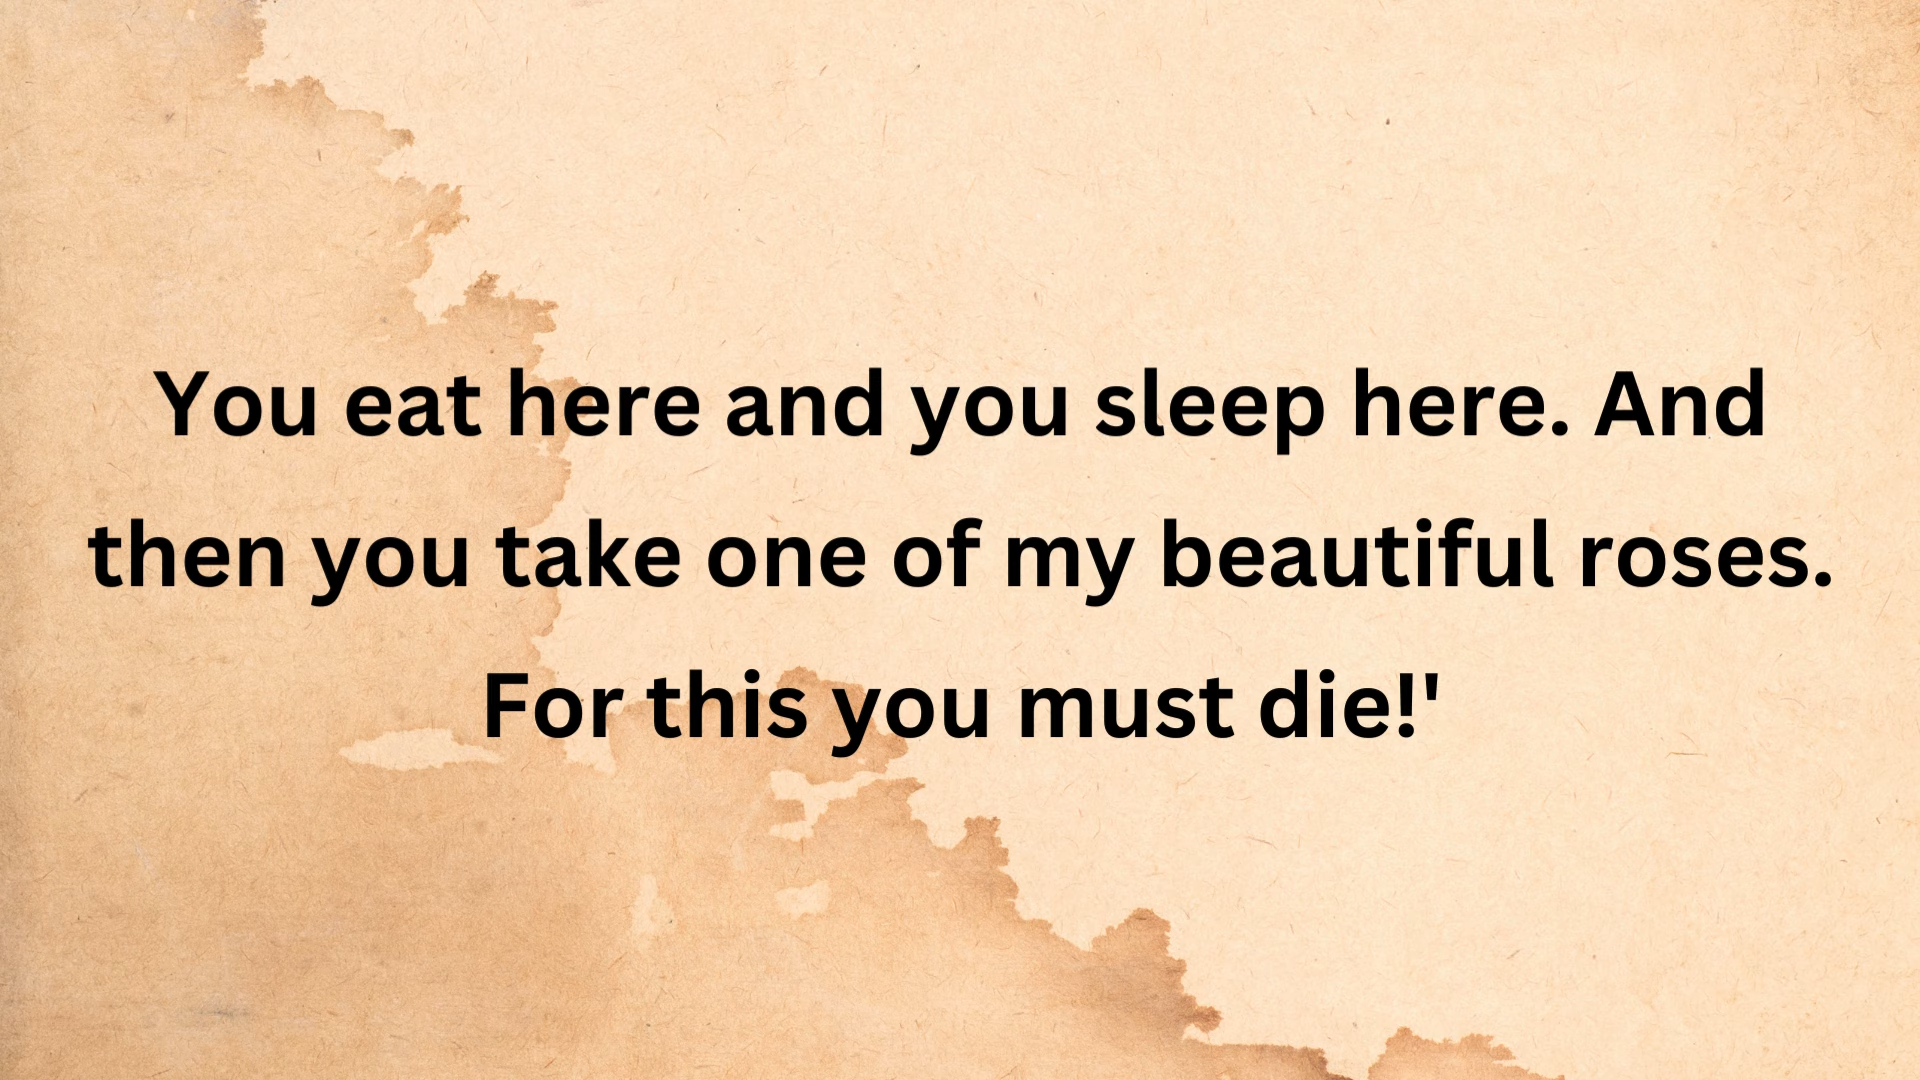 You eat here and you sleep here. And
then you take one of my beautiful roses.
For this you must die!'